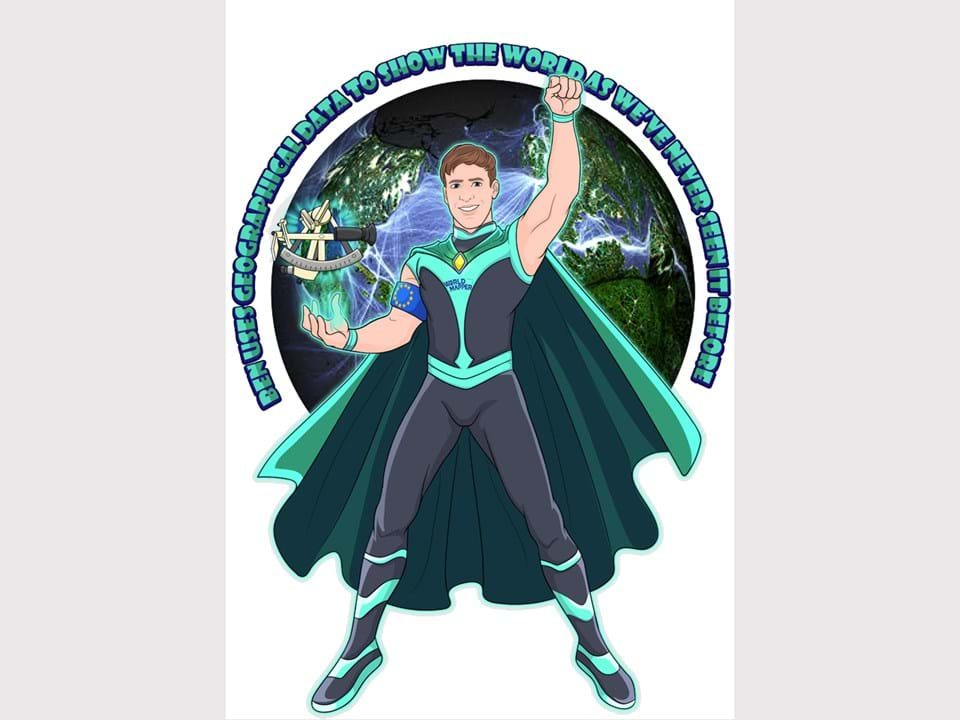 BEN USES GEOGRAPHICAL DATA TO SHOW THE WORLD AS WE'VE NEVER SEEN IT BEFORE
WORLD
MAPPER